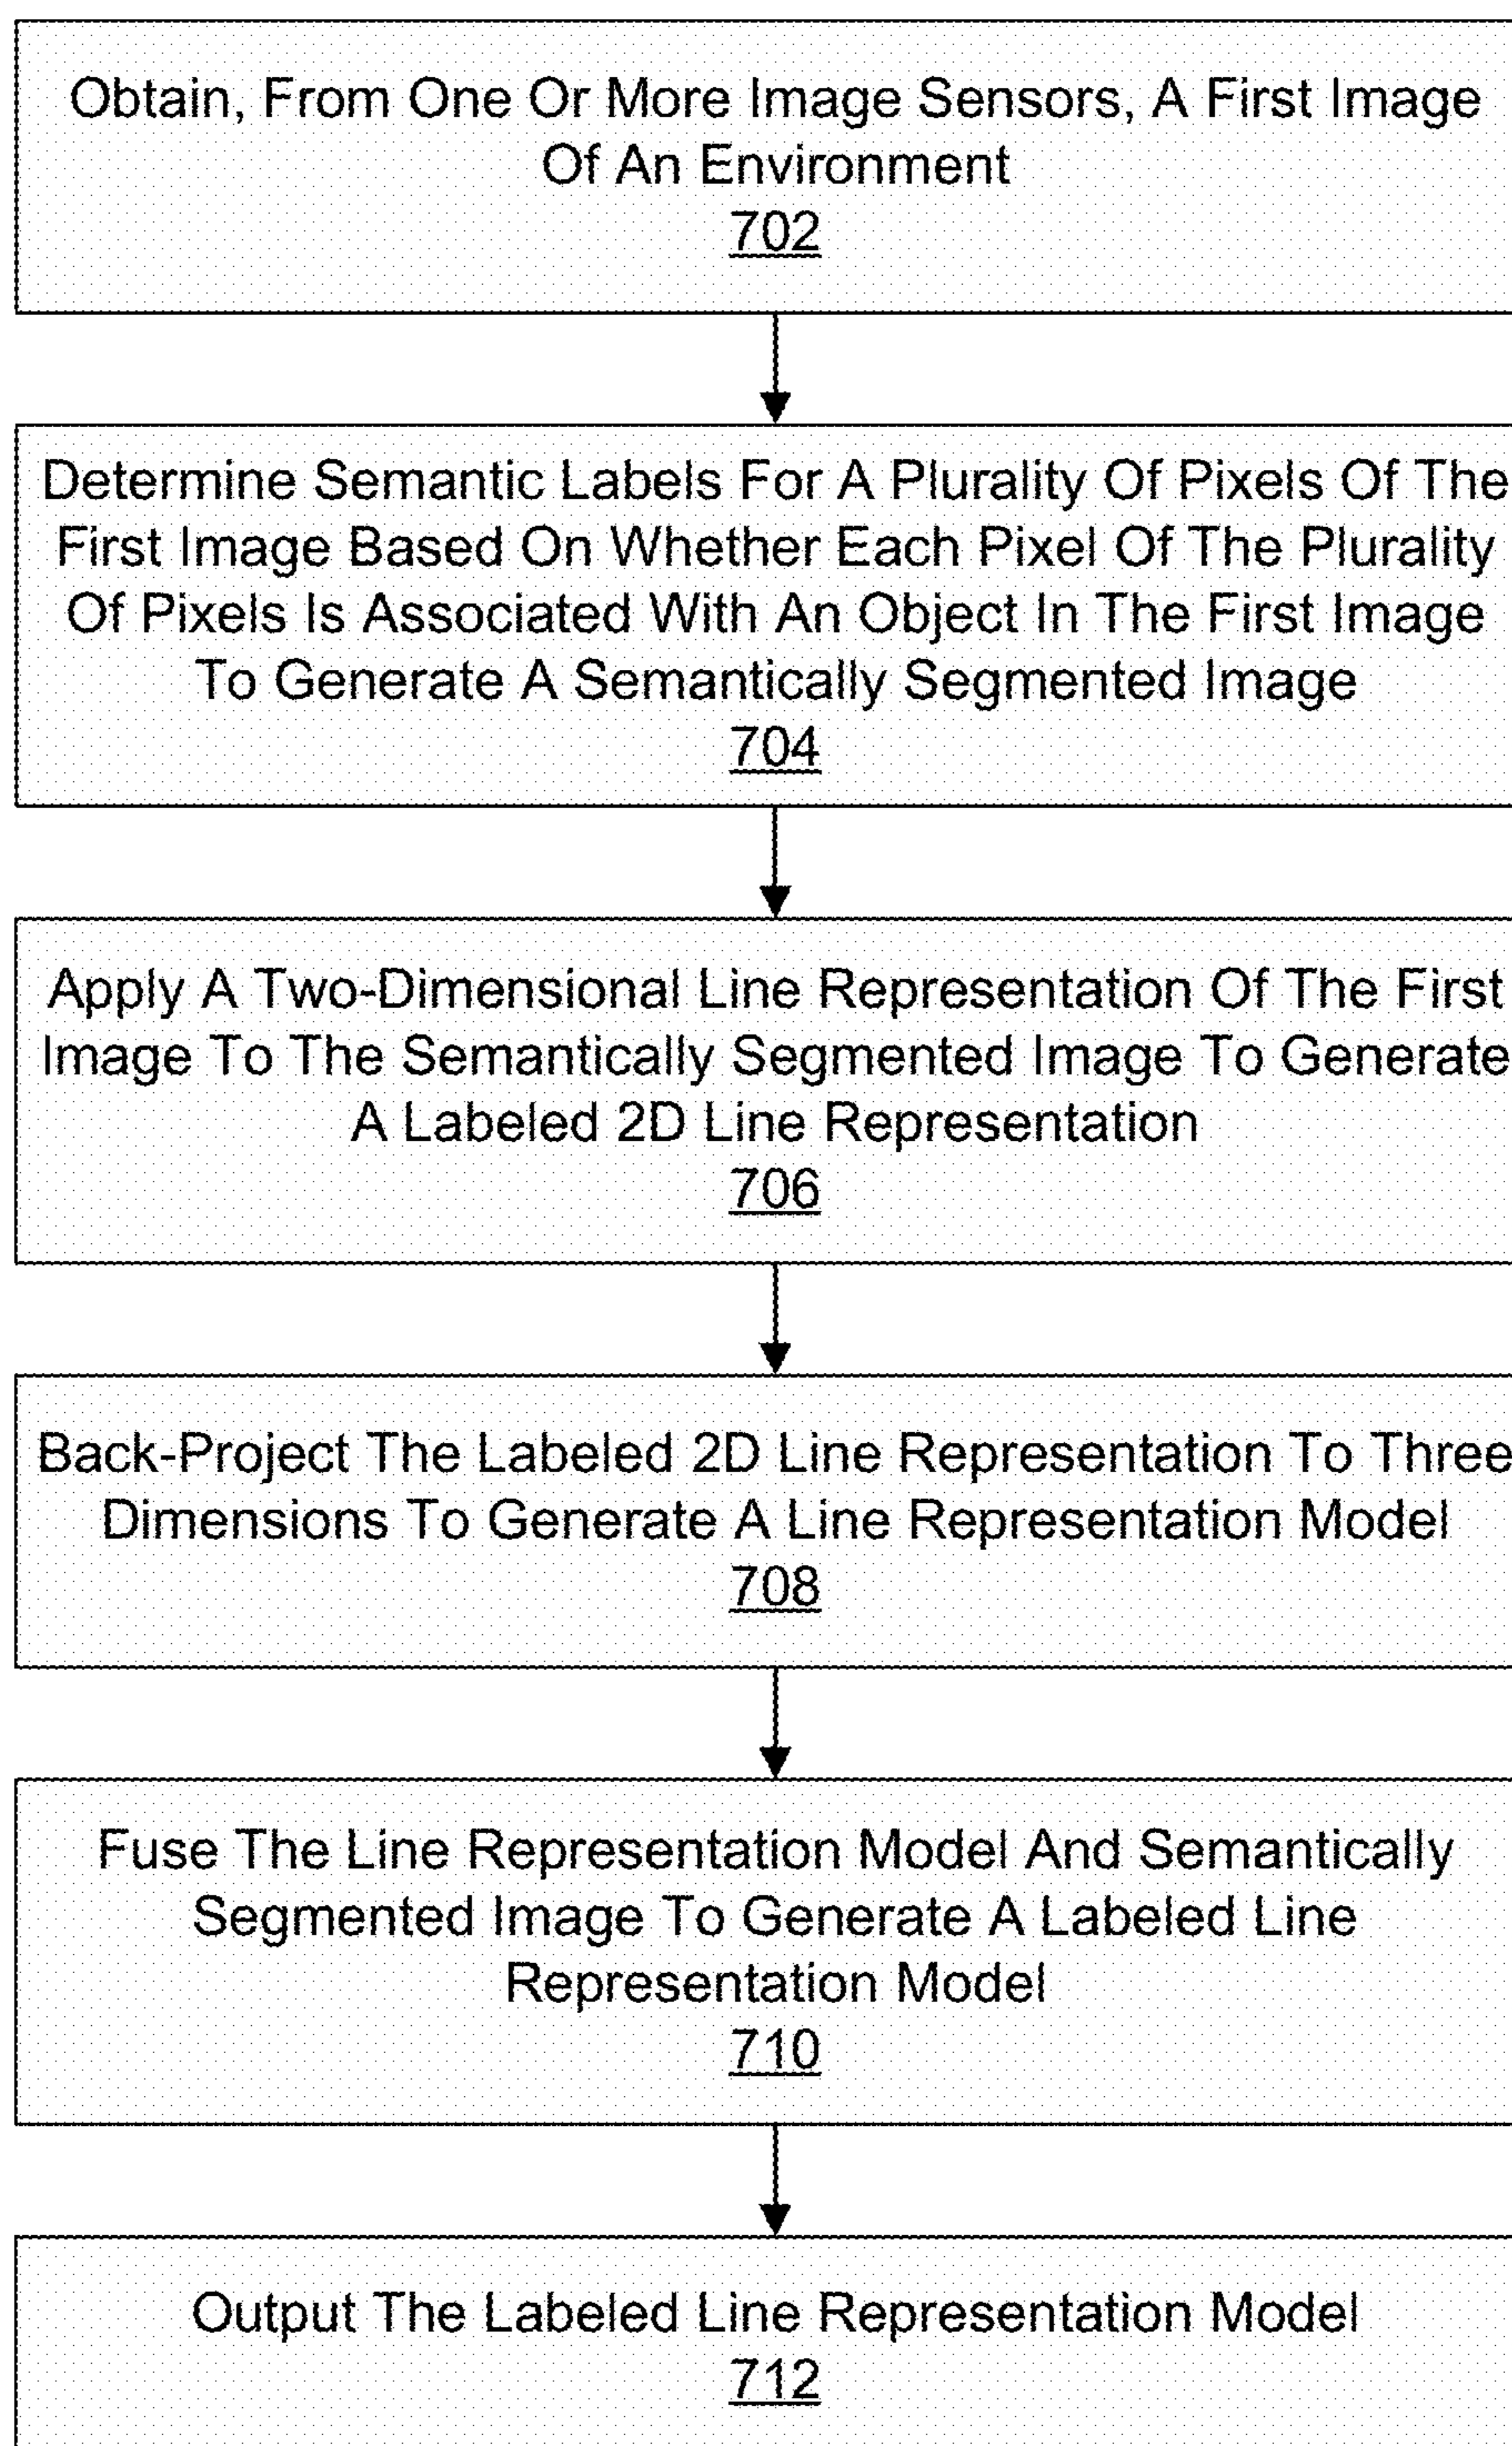 Obtain, From One Or More Image Sensors, A First Image
Of An Environment
702
Determine Semantic Labels For A Plurality Of Pixels Of The
First Image Based On Whether Each Pixel Of The Plurality
Of Pixels Is Associated With An Object In The First Image
To Generate A Semantically Segmented Image
704
Apply A Two-Dimensional Line Representation Of The First
Image To The Semantically Segmented Image To Generate
A Labeled 2D Line Representation
706
Back-Project The Labeled 2D Line Representation To Three
Dimensions To Generate A Line Representation Model
708
Fuse The Line Representation Model And Semantically
Segmented Image To Generate A Labeled Line
Representation Model
710
Output The Labeled Line Representation Model
712